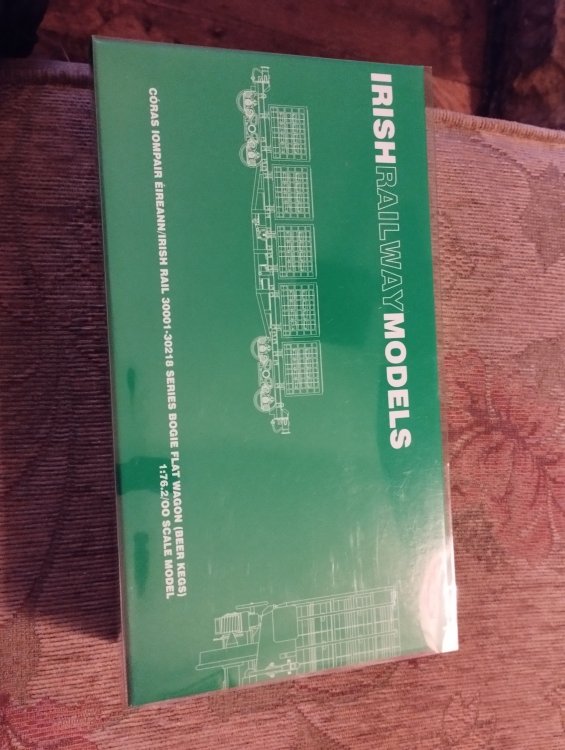 IRISHRAILWAYMODELS
CÓRAS IOMPAIR ÉIREANN/IRISH RAIL 30001-30218 SERIES BOGIE FLAT WAGON (BEER KEGS)
1:76.2/OO SCALE MODEL